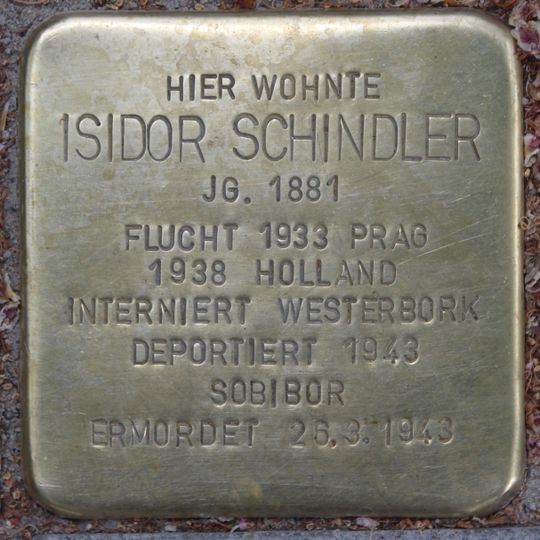 HIER WOHNTE
ISIDOR SCHINDLER
JG. 1881
FLUCHT 1933 PRAG
1938 HOLLAND
INTERNIERT WESTERBORK
DEPORTIERT 1943
SOBIBOR
ERMORDET 26.3.1943